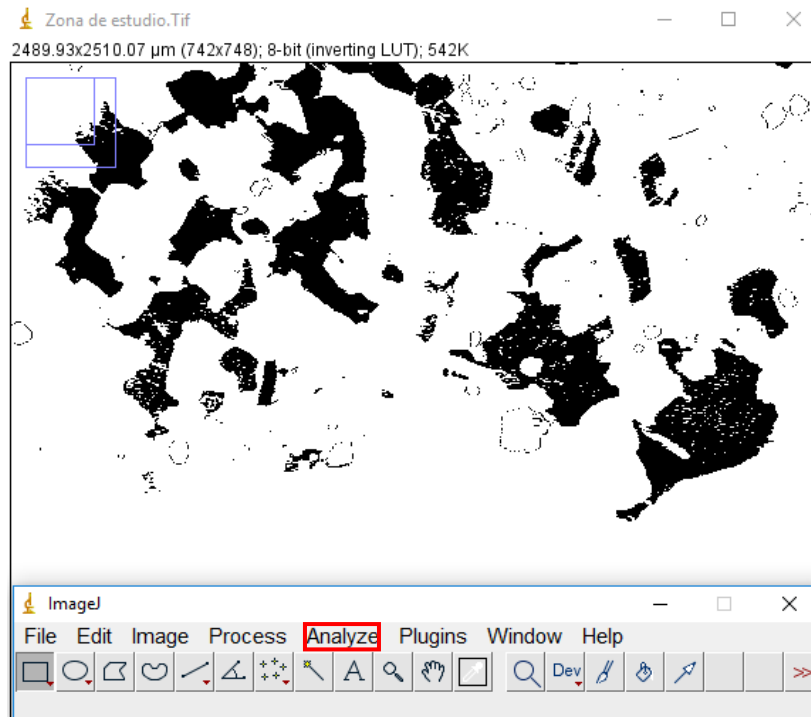 Zona de estudio.Tif
2489.93x2510.07 µm (742x748); 8-bit (inverting LUT); 542K
ImageJ
File Edit Image Process Analyze Plugins Window Help
A Dev >>